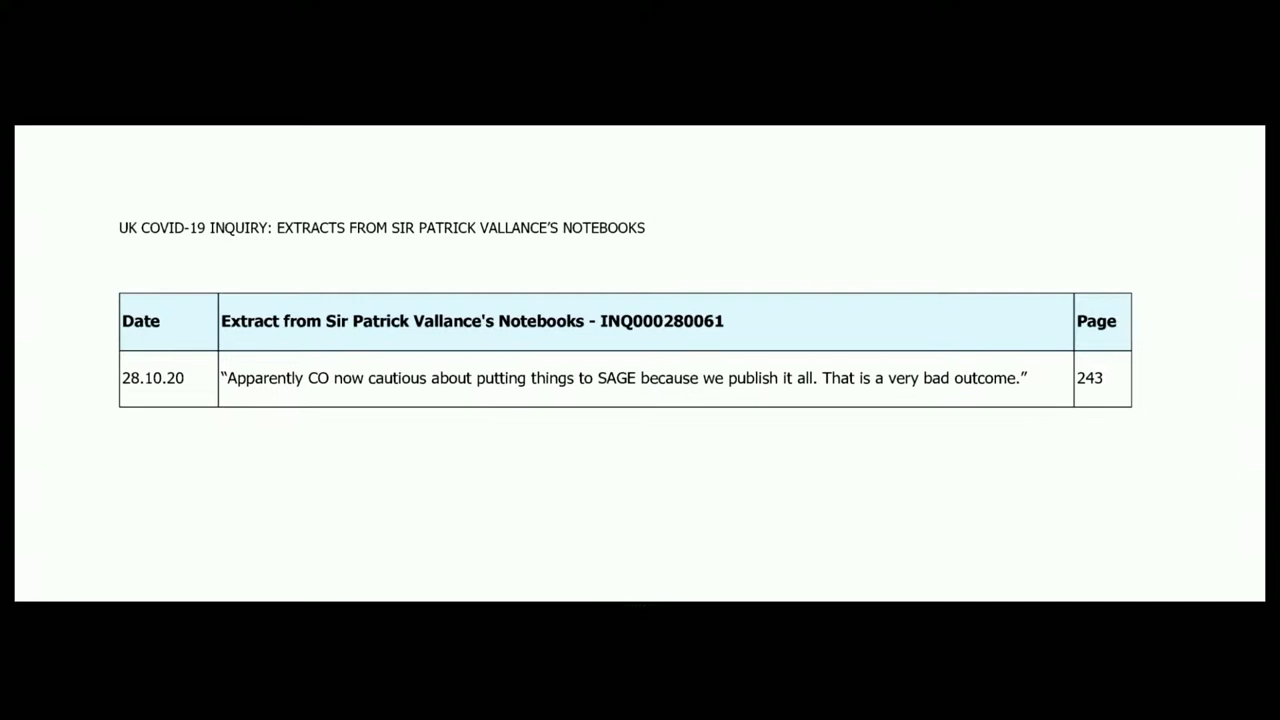 UK COVID-19 INQUIRY: EXTRACTS FROM SIR PATRICK VALLANCE’S NOTEBOOKS
Date Extract from Sir Patrick Vallance's Notebooks - INQ000280061 Page
28.10.20 “Apparently CO now cautious about putting things to SAGE because we publish it all. That is a very bad outcome.” 243